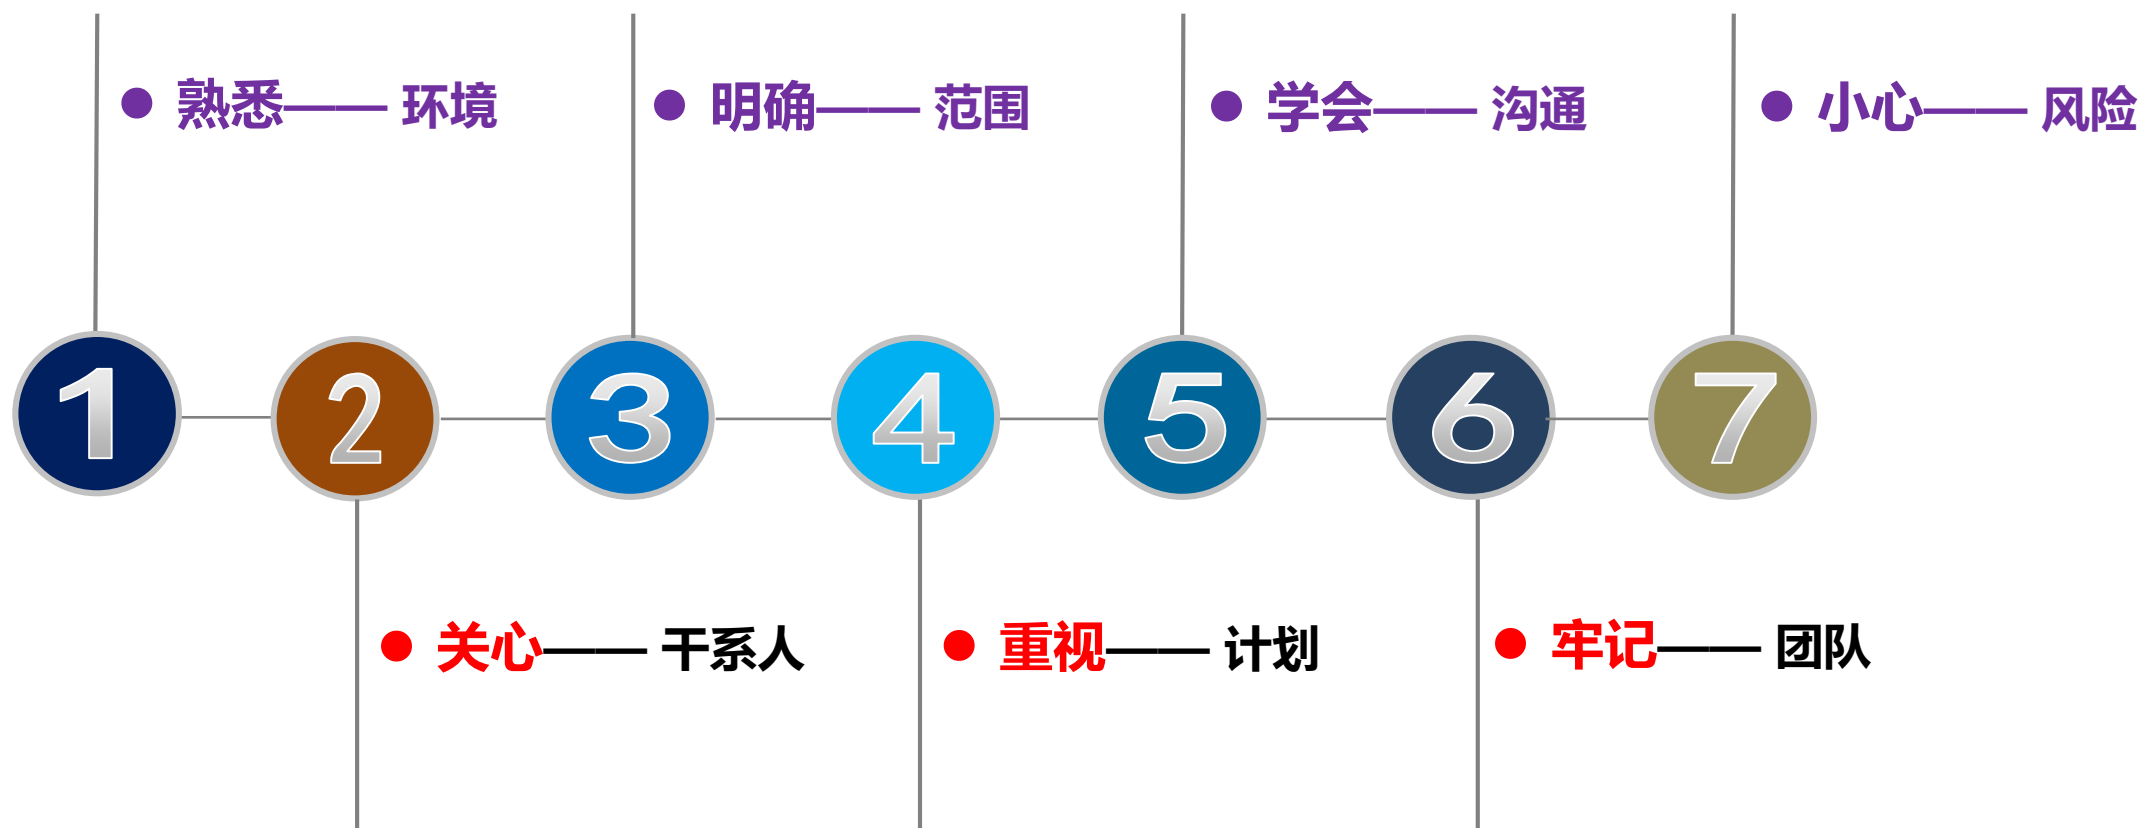 ● 熟悉—— 环境
● 明确—— 范围
● 学会—— 沟通
● 小心—— 风险
1
2
3
4
5
6
7
● 关心—— 干系人
● 重视—— 计划
● 牢记—— 团队